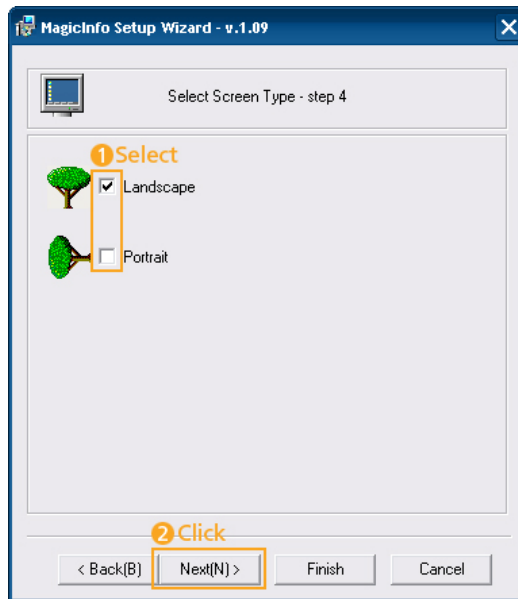 MagicInfo Setup Wizard - v.1.09
Select Screen Type - step 4
1 Select
Landscape
Portrait
2 Click
< Back(B)
Next(N) >
Finish
Cancel